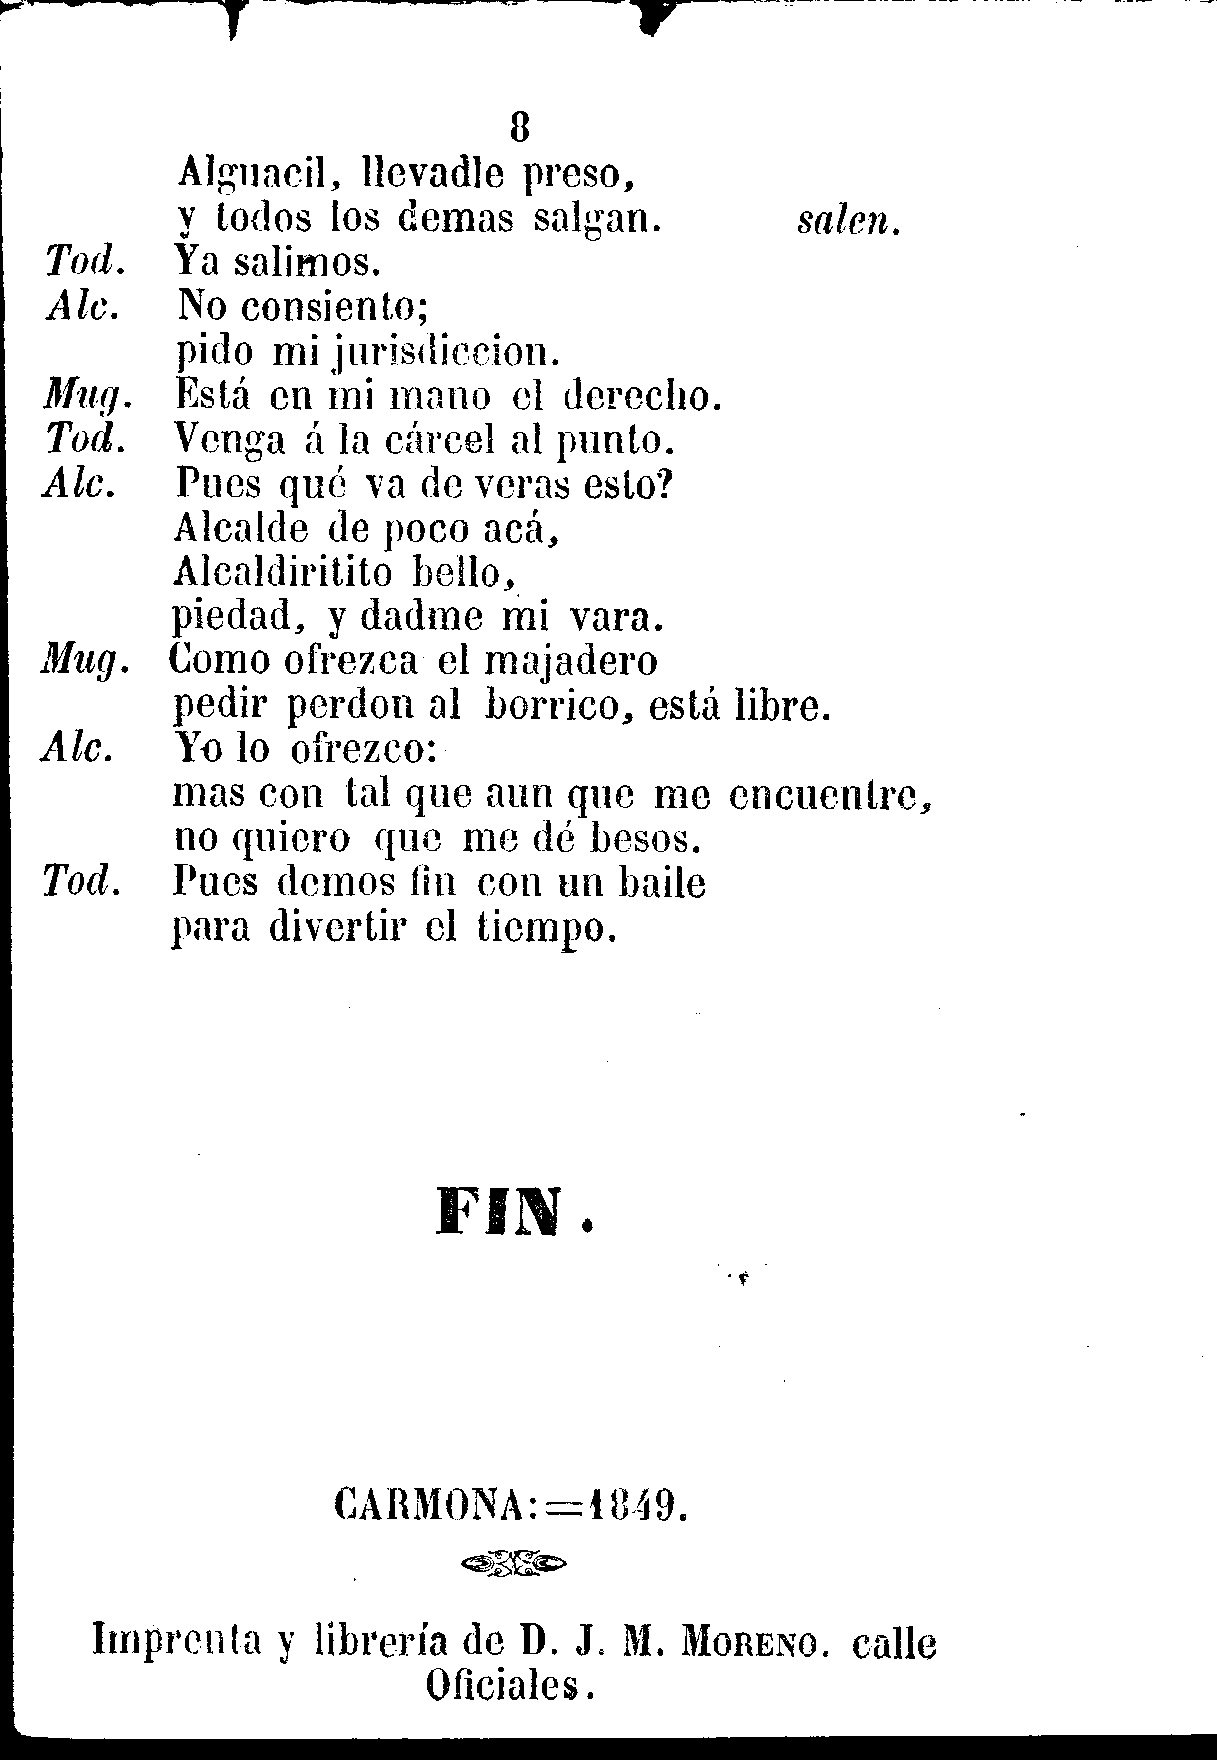 8
Alguacil, llevadle preso,
y todos los demas salgan. salen.
Tod. Ya salimos.
Alc. No consiento;
pido mi jurisdiccion.
Mug. Está en mi mano el derecho.
Tod. Venga á la cárcel al punto.
Alc. Pues qué va de veras esto?
Alcalde de poco acá,
Alcaldiritito bello,
piedad, y dadme mi vara.
Mug. Como ofrezca el majadero
pedir perdon al borrico, está libre.
Alc. Yo lo ofrezco:
mas con tal que aun que me encuentre,
no quiero que me dé besos.
Tod. Pues demos fin con un baile
para divertir el tiempo.
FIN.
CARMONA:=1849.
Imprenta y librería de D. J. M. MORENO. calle
Oficiales.